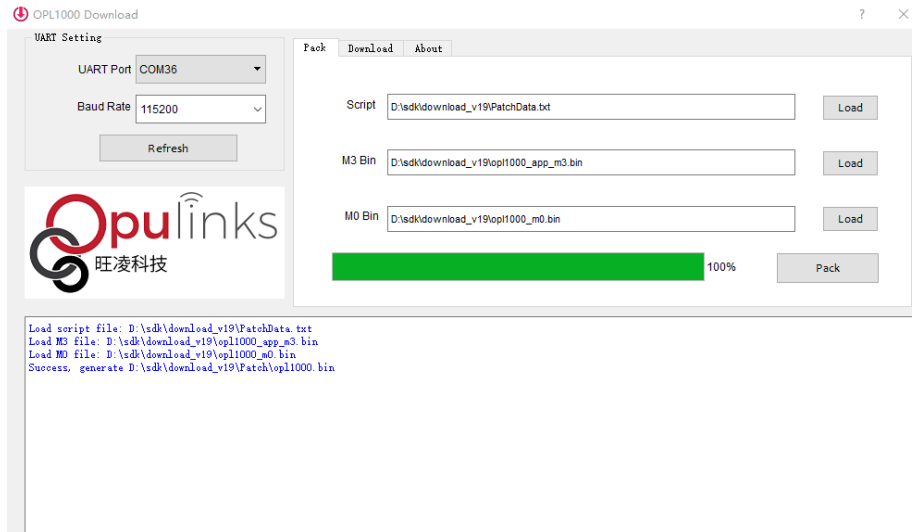 OPL1000 Download
?
UART Setting
UART Port
COM36
Baud Rate
115200
Refresh
Opulinks
旺凌科技
Pack
Download
About
Script
D:\sdk\download_v19\PatchData.txt
Load
M3 Bin
D:\sdk\download_v19\opl1000_app_m3.bin
Load
M0 Bin
D:\sdk\download_v19\opl1000_m0.bin
Load
100%
Pack
Load script file: D:\sdk\download_v19\PatchData.txt
Load M3 file: D:\sdk\download_v19\opl1000_app_m3.bin
Load M0 file: D:\sdk\download_v19\opl1000_m0.bin
Success, generate D:\sdk\download_v19\Patch\opl1000.bin